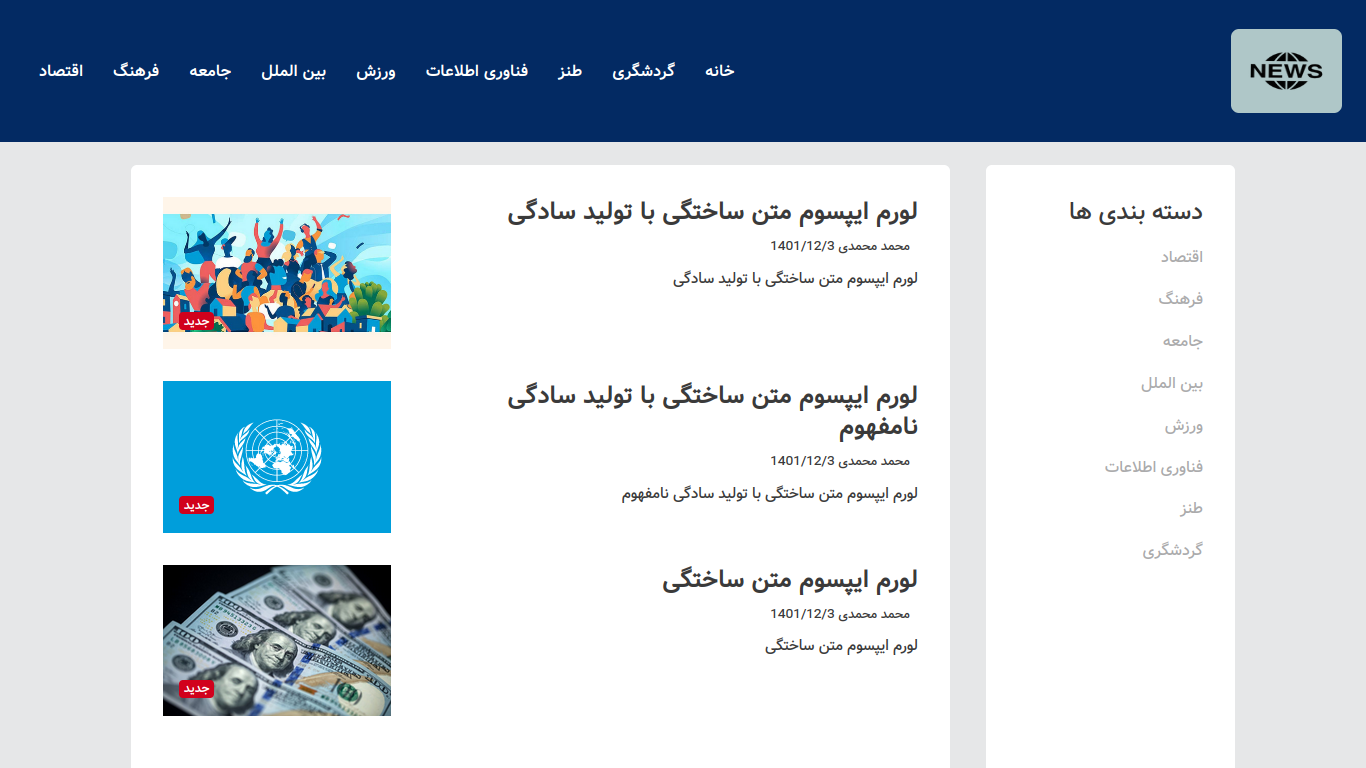 NEWS
خانه گردشگری طنز فناوری اطلاعات ورزش بین الملل جامعه فرهنگ اقتصاد
دسته بندی ها
اقتصاد
فرهنگ
جامعه
بین الملل
ورزش
فناوری اطلاعات
طنز
گردشگری
لورم ایپسوم متن ساختگی با تولید سادگی
محمد محمدی 1401/12/3
لورم ایپسوم متن ساختگی با تولید سادگی
جدید
لورم ایپسوم متن ساختگی با تولید سادگی
نامفهوم
محمد محمدی 1401/12/3
لورم ایپسوم متن ساختگی با تولید سادگی نامفهوم
جدید
لورم ایپسوم متن ساختگی
محمد محمدی 1401/12/3
لورم ایپسوم متن ساختگی
جدید